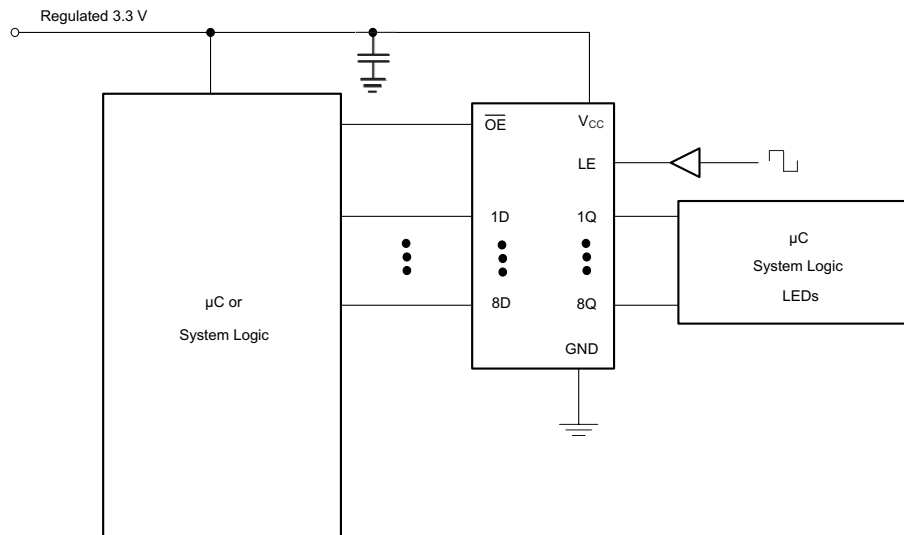 Regulated 3.3 V
OE
VCC
LE
1D
1Q
8D
8Q
GND
µC or
System Logic
µC
System Logic
LEDs